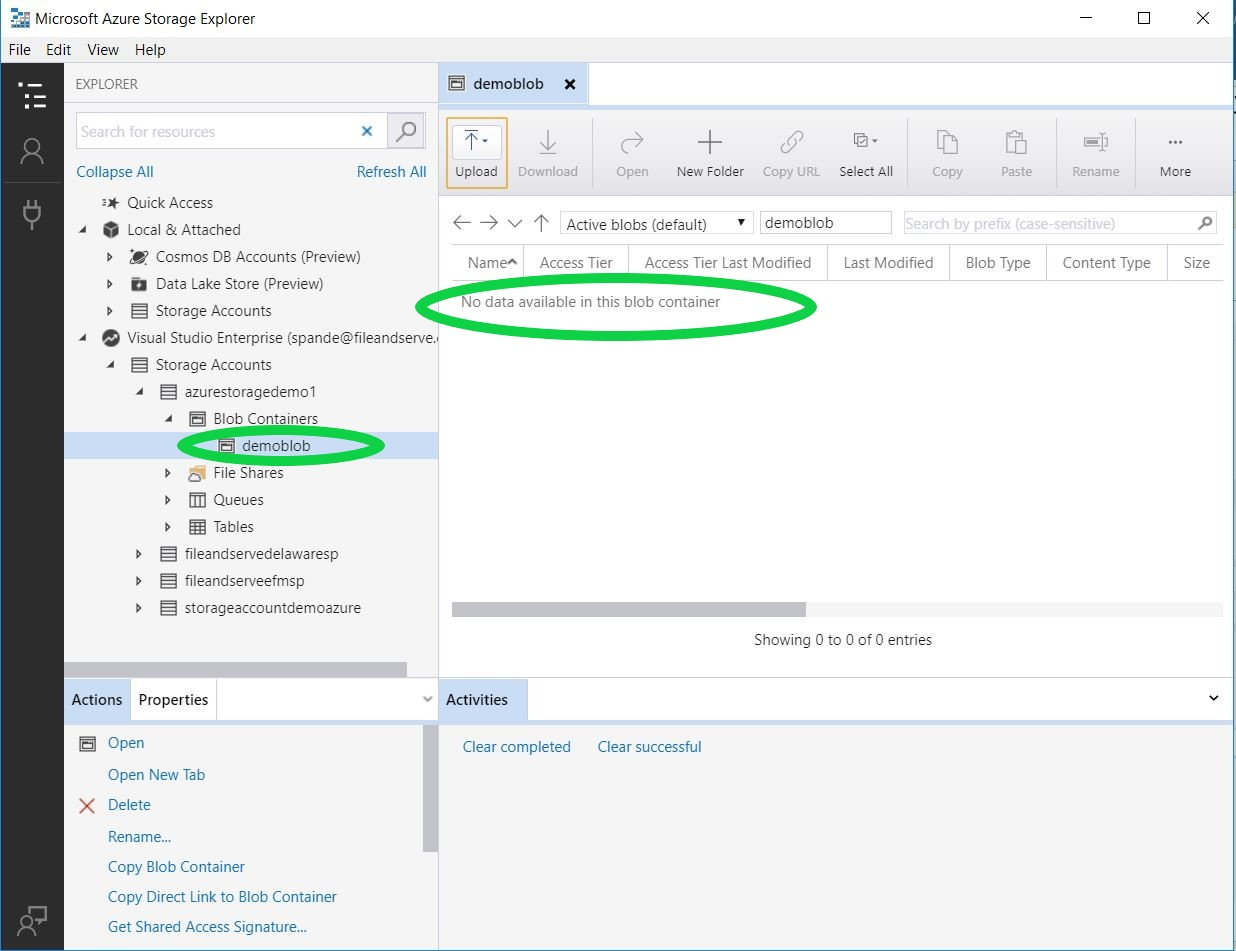 Microsoft Azure Storage Explorer
File Edit View Help
EXPLORER
Search for resources
Collapse All Refresh All
Quick Access
Local & Attached
Cosmos DB Accounts (Preview)
Data Lake Store (Preview)
Storage Accounts
Visual Studio Enterprise (spande@fileandserve.
Storage Accounts
azurestoragedemo1
Blob Containers
demoblob
File Shares
Queues
Tables
fileandservedelawaresp
fileandserveefmsp
storageaccountdemoazure
demoblob
Upload Download Open New Folder Copy URL Select All Copy Paste Rename More
Active blobs (default) demoblob Search by prefix (case-sensitive)
Name Access Tier Access Tier Last Modified Last Modified Blob Type Content Type Size
No data available in this blob container
Showing 0 to 0 of 0 entries
Actions Properties
Open
Open New Tab
Delete
Rename...
Copy Blob Container
Copy Direct Link to Blob Container
Get Shared Access Signature...
Activities
Clear completed Clear successful